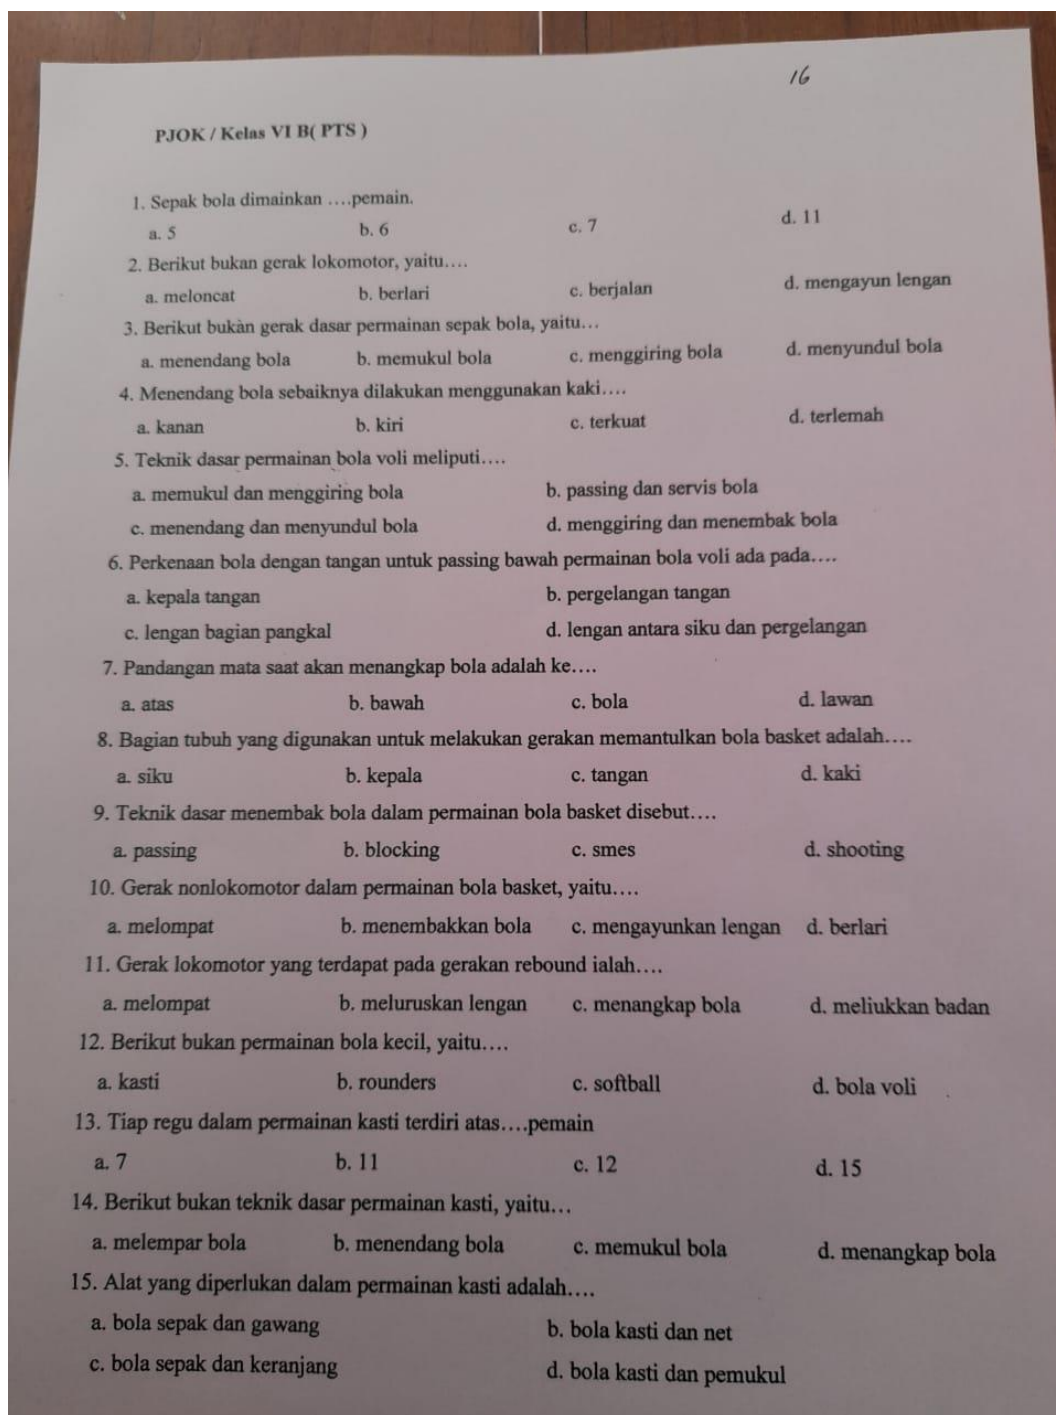 16
PJOK / Kelas VI B( PTS )
1. Sepak bola dimainkan ....pemain.
a. 5 b. 6 c. 7 d. 11
2. Berikut bukan gerak lokomotor, yaitu....
a. meloncat b. berlari c. berjalan d. mengayun lengan
3. Berikut bukan gerak dasar permainan sepak bola, yaitu...
a. menendang bola b. memukul bola c. menggiring bola d. menyundul bola
4. Menendang bola sebaiknya dilakukan menggunakan kaki....
a. kanan b. kiri c. terkuat d. terlemah
5. Teknik dasar permainan bola voli meliputi....
a. memukul dan menggiring bola b. passing dan servis bola
c. menendang dan menyundul bola d. menggiring dan menembak bola
6. Perkenaan bola dengan tangan untuk passing bawah permainan bola voli ada pada....
a. kepala tangan b. pergelangan tangan
c. lengan bagian pangkal d. lengan antara siku dan pergelangan
7. Pandangan mata saat akan menangkap bola adalah ke....
a. atas b. bawah c. bola d. lawan
8. Bagian tubuh yang digunakan untuk melakukan gerakan memantulkan bola basket adalah....
a. siku b. kepala c. tangan d. kaki
9. Teknik dasar menembak bola dalam permainan bola basket disebut....
a. passing b. blocking c. smes d. shooting
10. Gerak nonlokomotor dalam permainan bola basket, yaitu....
a. melompat b. menembakkan bola c. mengayunkan lengan d. berlari
11. Gerak lokomotor yang terdapat pada gerakan rebound ialah....
a. melompat b. meluruskan lengan c. menangkap bola d. meliukkan badan
12. Berikut bukan permainan bola kecil, yaitu....
a. kasti b. rounders c. softball d. bola voli
13. Tiap regu dalam permainan kasti terdiri atas....pemain
a. 7 b. 11 c. 12 d. 15
14. Berikut bukan teknik dasar permainan kasti, yaitu...
a. melempar bola b. menendang bola c. memukul bola d. menangkap bola
15. Alat yang diperlukan dalam permainan kasti adalah....
a. bola sepak dan gawang b. bola kasti dan net
c. bola sepak dan keranjang d. bola kasti dan pemukul